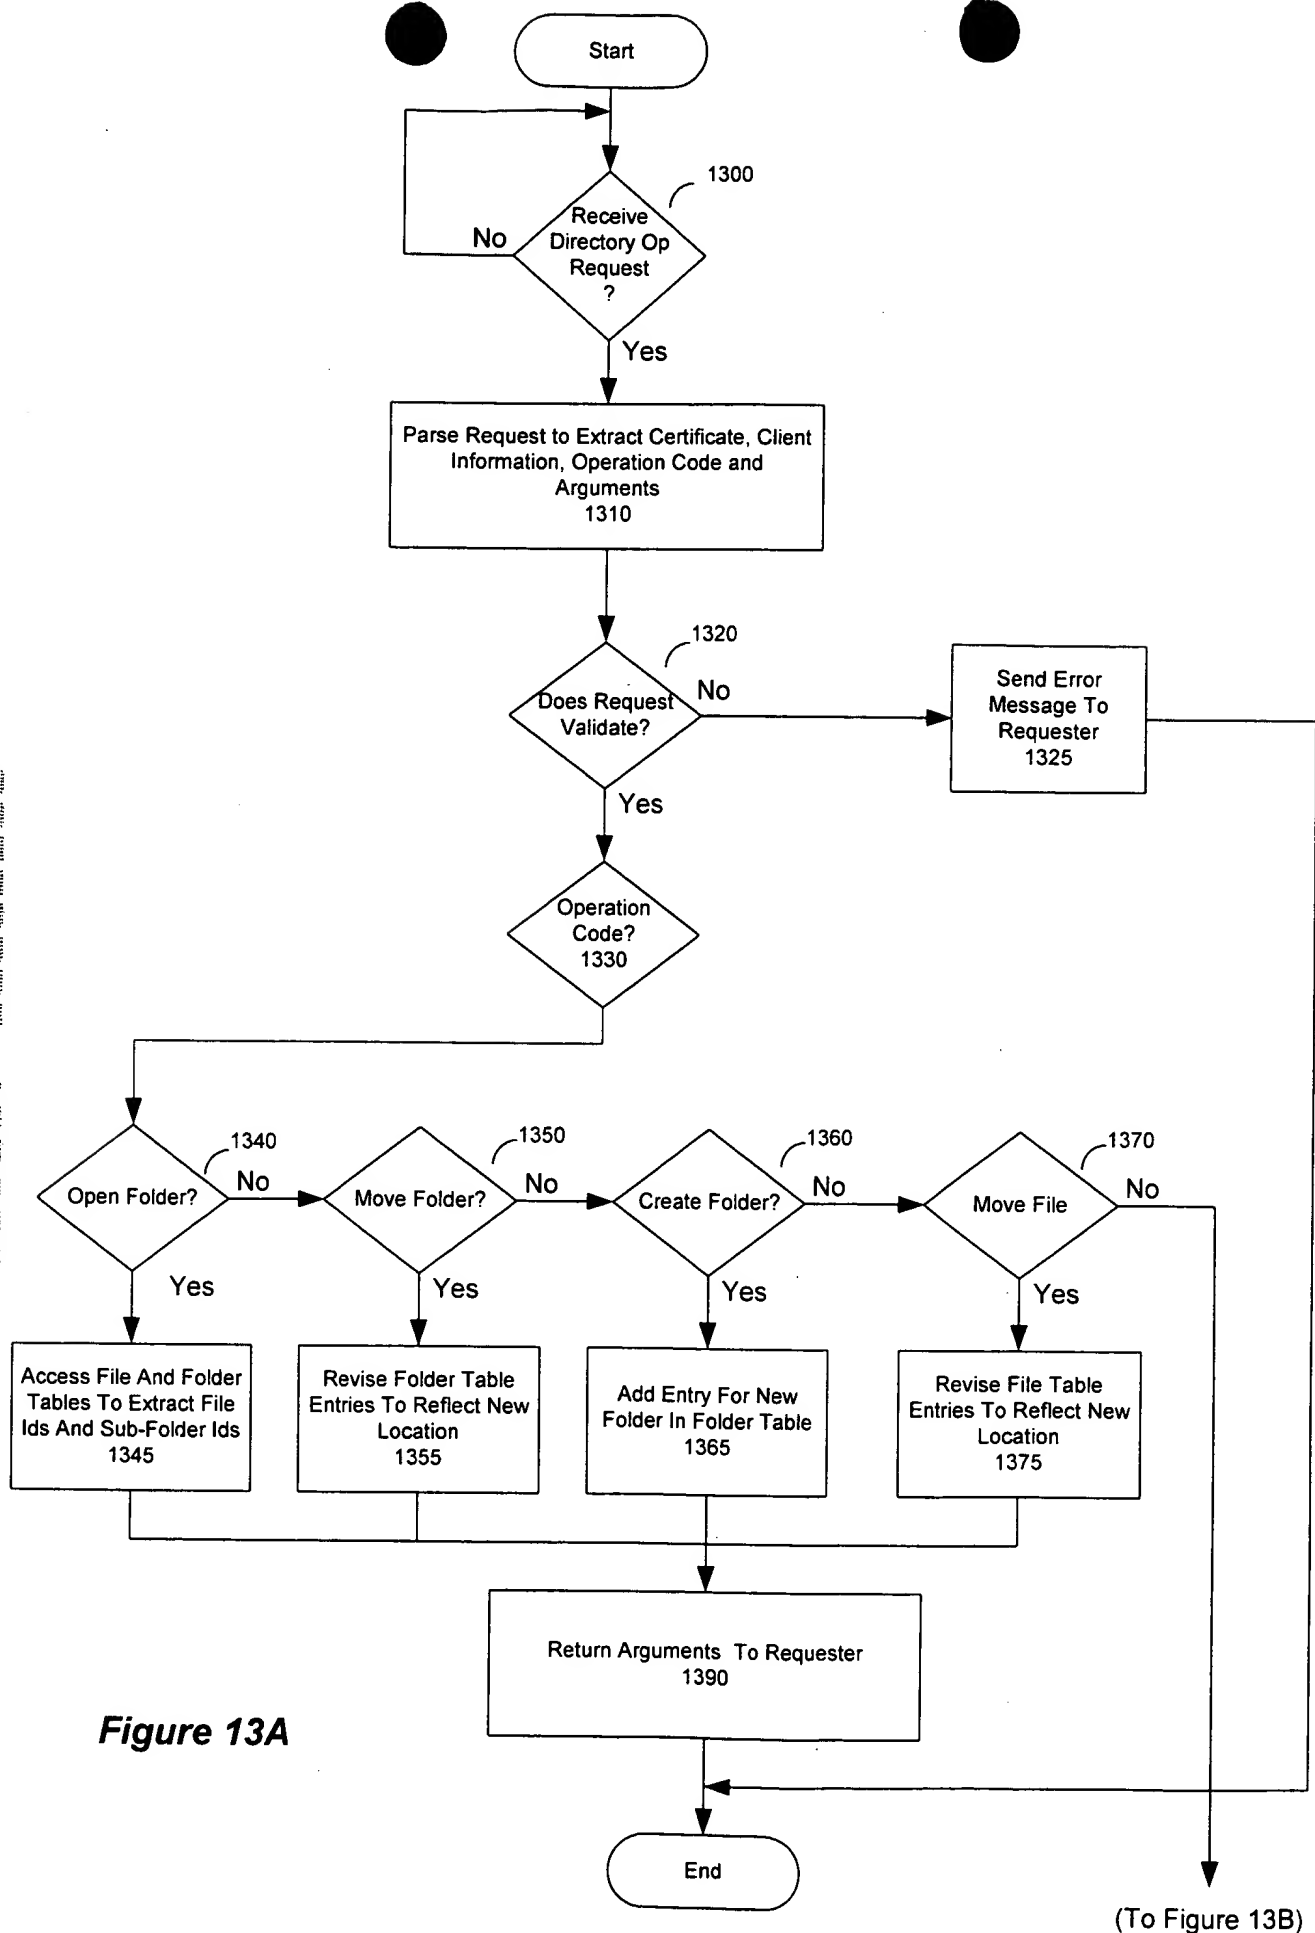 Start
1300
Receive
Directory Op
Request
?
No
Yes
Parse Request to Extract Certificate, Client
Information, Operation Code and
Arguments
1310
1320
Does Request
Validate?
No
Send Error
Message To
Requester
1325
Yes
Operation
Code?
1330
1340
Open Folder?
No
1350
Move Folder?
No
1360
Create Folder?
No
1370
Move File
No
Yes
Yes
Yes
Yes
Access File And Folder
Tables To Extract File
Ids And Sub-Folder Ids
1345
Revise Folder Table
Entries To Reflect New
Location
1355
Add Entry For New
Folder In Folder Table
1365
Revise File Table
Entries To Reflect New
Location
1375
Return Arguments To Requester
1390
Figure 13A
End
(To Figure 13B)